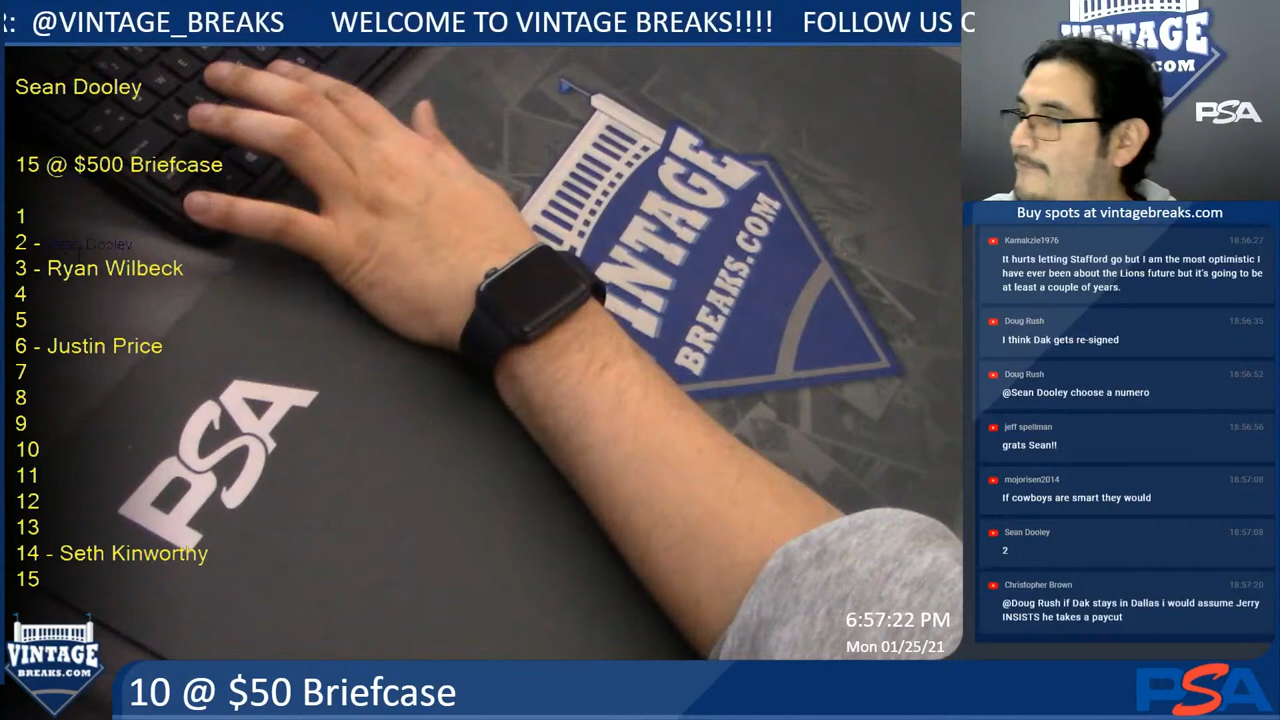 R: @VINTAGE_BREAKS WELCOME TO VINTAGE BREAKS!!!! FOLLOW US O
Sean Dooley
15 @ $500 Briefcase
1
2 - Sean Dooley
3 - Ryan Wilbeck
4
5
6 - Justin Price
7
8
9
10
11
12
13
14 - Seth Kinworthy
15
PSA
VINTAGE
BREAKS.COM
VINTAGE
.COM
PSA
Buy spots at vintagebreaks.com
Kamakzie1976 18:56:27
It hurts letting Stafford go but I am the most optimistic I
have ever been about the Lions future but it's going to be
at least a couple of years.
Doug Rush 18:56:35
I think Dak gets re-signed
Doug Rush 18:56:52
@Sean Dooley choose a numero
jeff spellman 18:56:56
grats Sean!!
mojorisen2014 18:57:08
If cowboys are smart they would
Sean Dooley 18:57:08
2
Christopher Brown 18:57:20
@Doug Rush if Dak stays in Dallas i would assume Jerry
INSISTS he takes a paycut
6:57:22 PM
Mon 01/25/21
VINTAGE
BREAKS.COM
10 @ $50 Briefcase
PSA